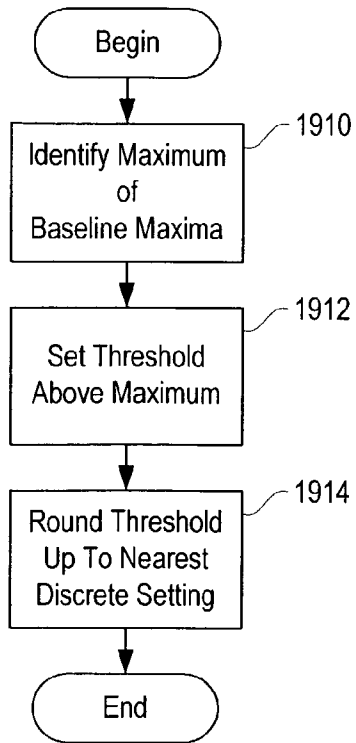 Begin
1910
Identify Maximum
of
Baseline Maxima
1912
Set Threshold
Above Maximum
1914
Round Threshold
Up To Nearest
Discrete Setting
End